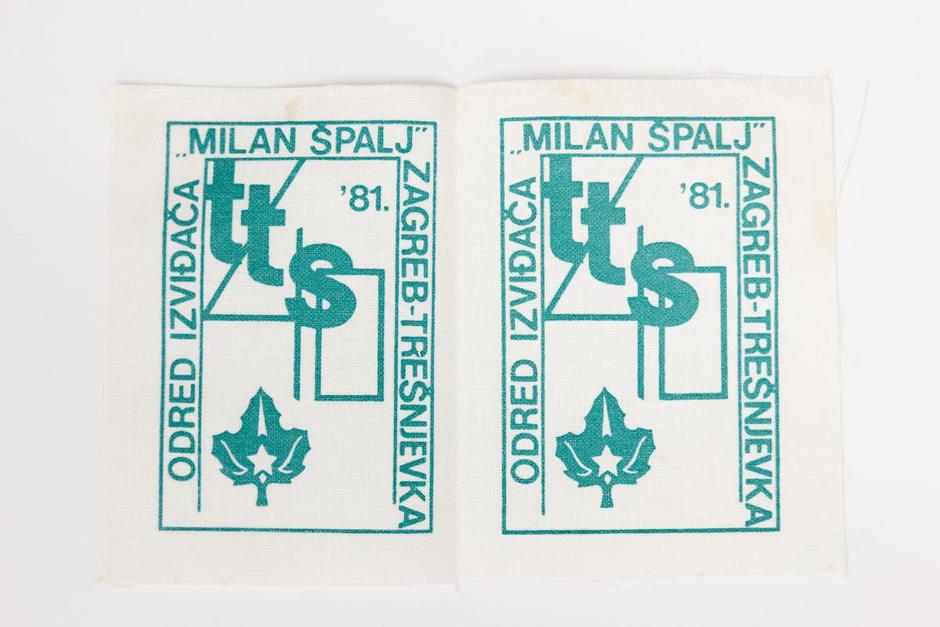 ODRED IZVIĐAČA
„MILAN ŠPALJ”
ZAGREB-TREŠNJEVKA
tts
'81.
ODRED IZVIĐAČA
„MILAN ŠPALJ”
ZAGREB-TREŠNJEVKA
tts
'81.